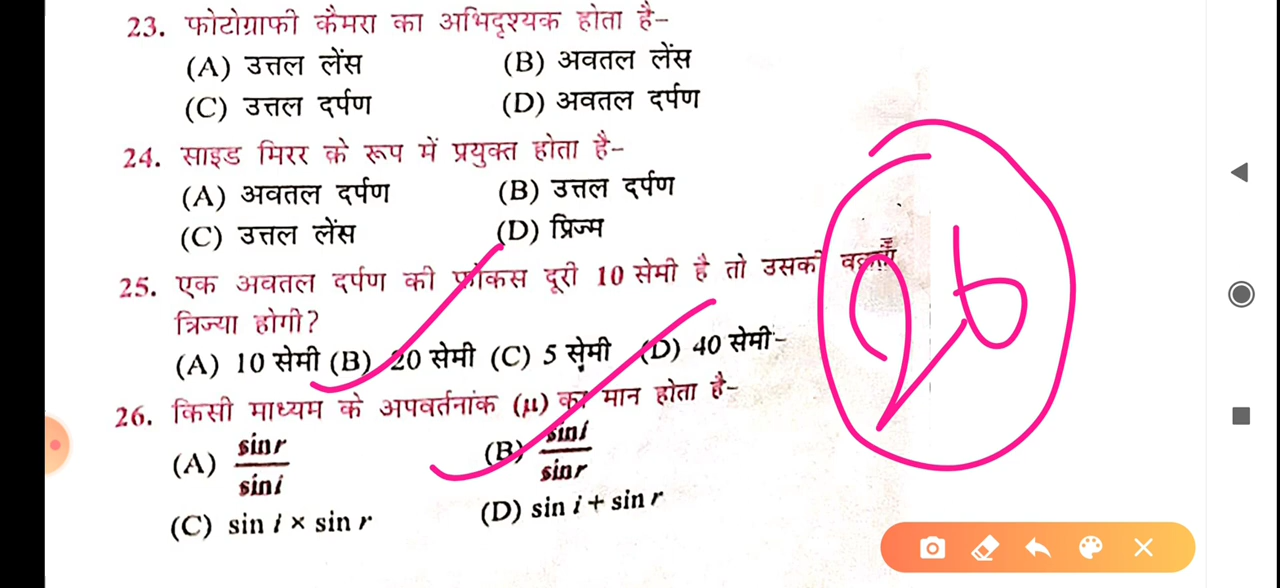 23. फोटोग्राफी कैमरा का अभिदृश्यक होता है–
(A) उत्तल लेंस (B) अवतल लेंस
(C) उत्तल दर्पण (D) अवतल दर्पण
24. साइड मिरर के रूप में प्रयुक्त होता है–
(A) अवतल दर्पण (B) उत्तल दर्पण
(C) उत्तल लेंस (D) प्रिज्म
25. एक अवतल दर्पण की फोकस दूरी 10 सेमी है तो उसकी वक्रता
त्रिज्या होगी?
(A) 10 सेमी (B) 20 सेमी (C) 5 सेमी (D) 40 सेमी–
26. किसी माध्यम के अपवर्तनांक (μ) का मान होता है–
(A) sin r / sin i (B) sin i / sin r
(C) sin i × sin r (D) sin i + sin r
26